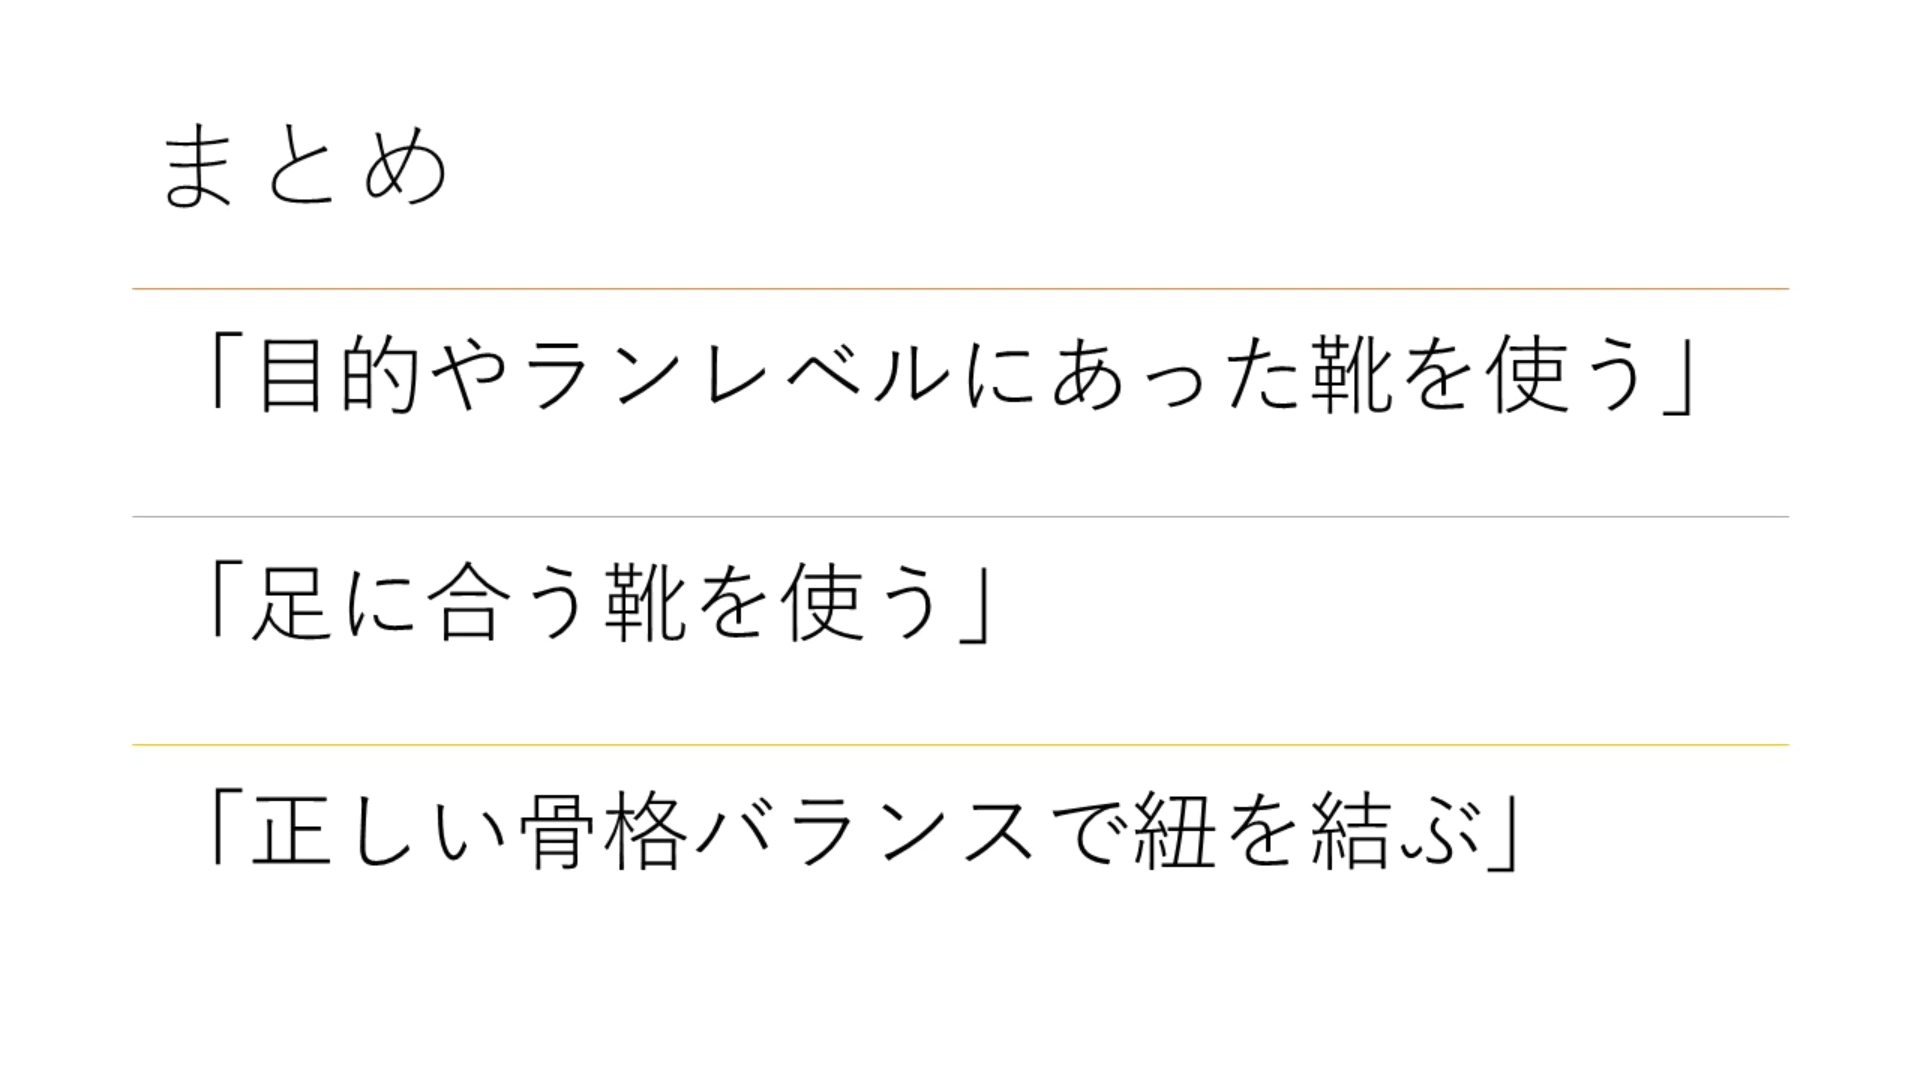 まとめ
「目的やランレベルにあった靴を使う」
「足に合う靴を使う」
「正しい骨格バランスで紐を結ぶ」